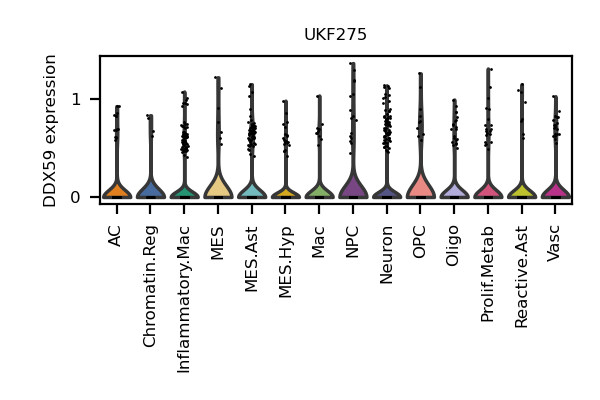 UKF275
DDX59 expression
1
0
AC
Chromatin.Reg
Inflammatory.Mac
MES
MES.Ast
MES.Hyp
Mac
NPC
Neuron
OPC
Oligo
Prolif.Metab
Reactive.Ast
Vasc